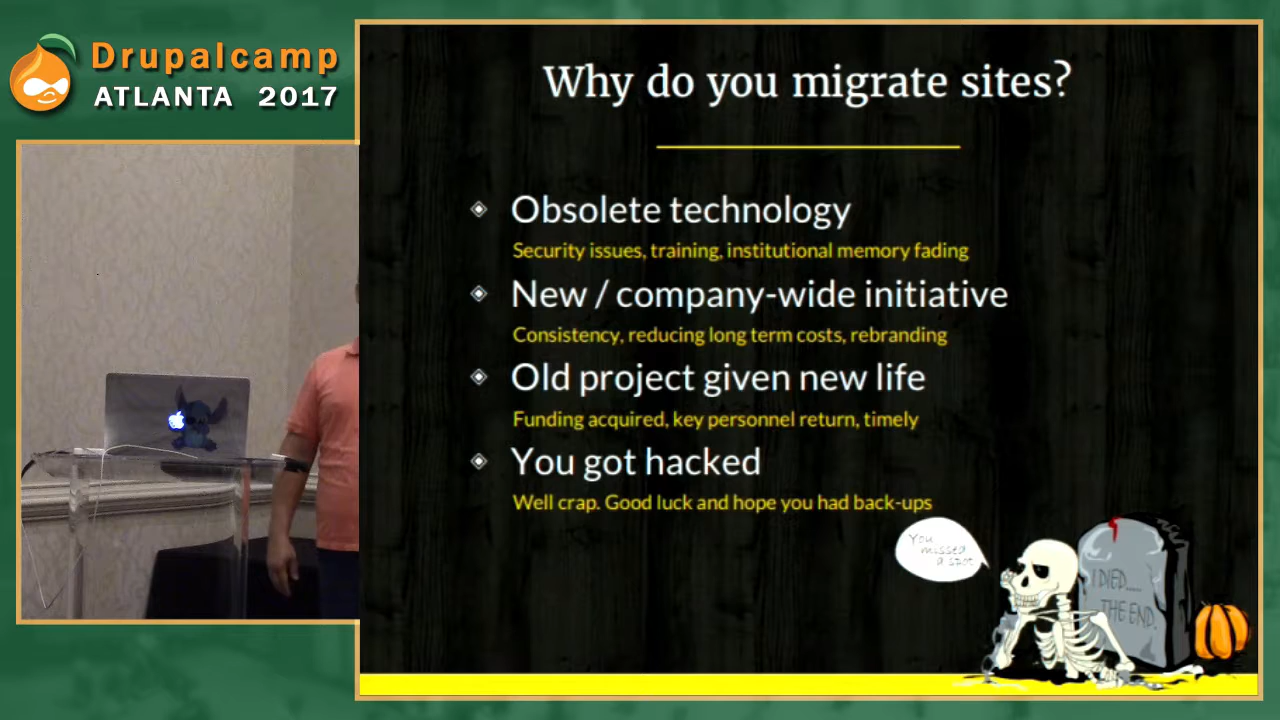 Drupalcamp
ATLANTA 2017
Why do you migrate sites?
Obsolete technology
Security issues, training, institutional memory fading
New / company-wide initiative
Consistency, reducing long term costs, rebranding
Old project given new life
Funding acquired, key personnel return, timely
You got hacked
Well crap. Good luck and hope you had back-ups
You
missed
a spot
I DIED....
THE END.